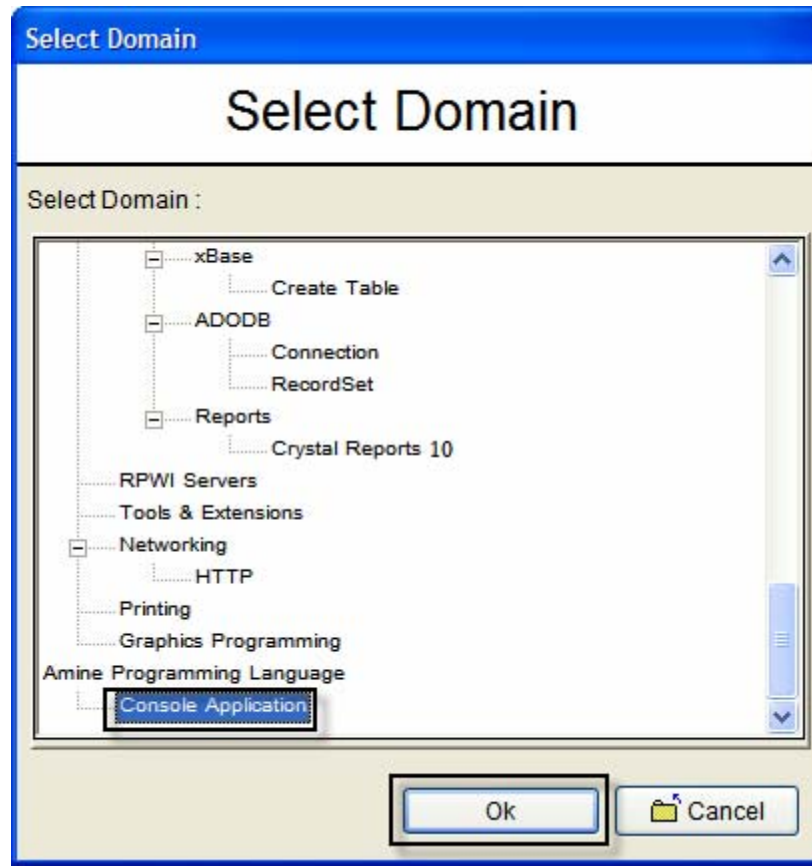 Select Domain
Select Domain
Select Domain :
xBase
Create Table
ADODB
Connection
RecordSet
Reports
Crystal Reports 10
RPWI Servers
Tools & Extensions
Networking
HTTP
Printing
Graphics Programming
Amine Programming Language
Console Application
Ok
Cancel